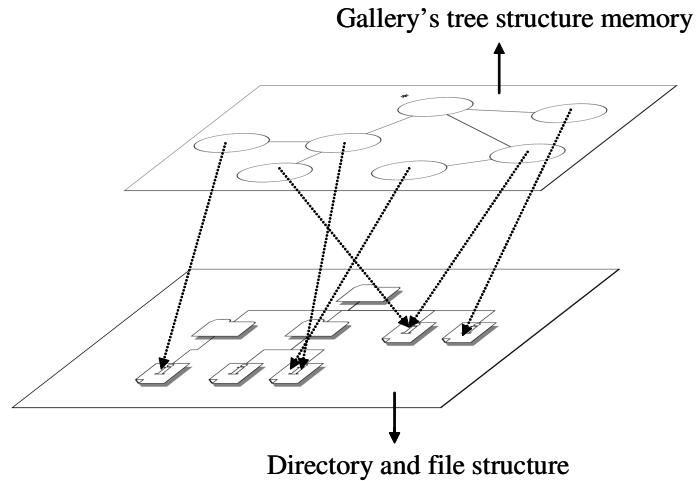 Gallery’s tree structure memory
*
Directory and file structure